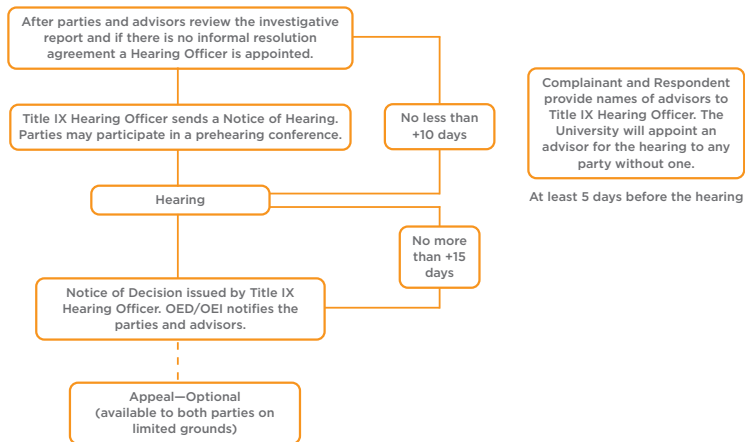 After parties and advisors review the investigative
report and if there is no informal resolution
agreement a Hearing Officer is appointed.
Title IX Hearing Officer sends a Notice of Hearing.
Parties may participate in a prehearing conference.
No less than
+10 days
Complainant and Respondent
provide names of advisors to
Title IX Hearing Officer. The
University will appoint an
advisor for the hearing to any
party without one.
At least 5 days before the hearing
Hearing
No more
than +15
days
Notice of Decision issued by Title IX
Hearing Officer. OED/OEI notifies the
parties and advisors.
Appeal—Optional
(available to both parties on
limited grounds)